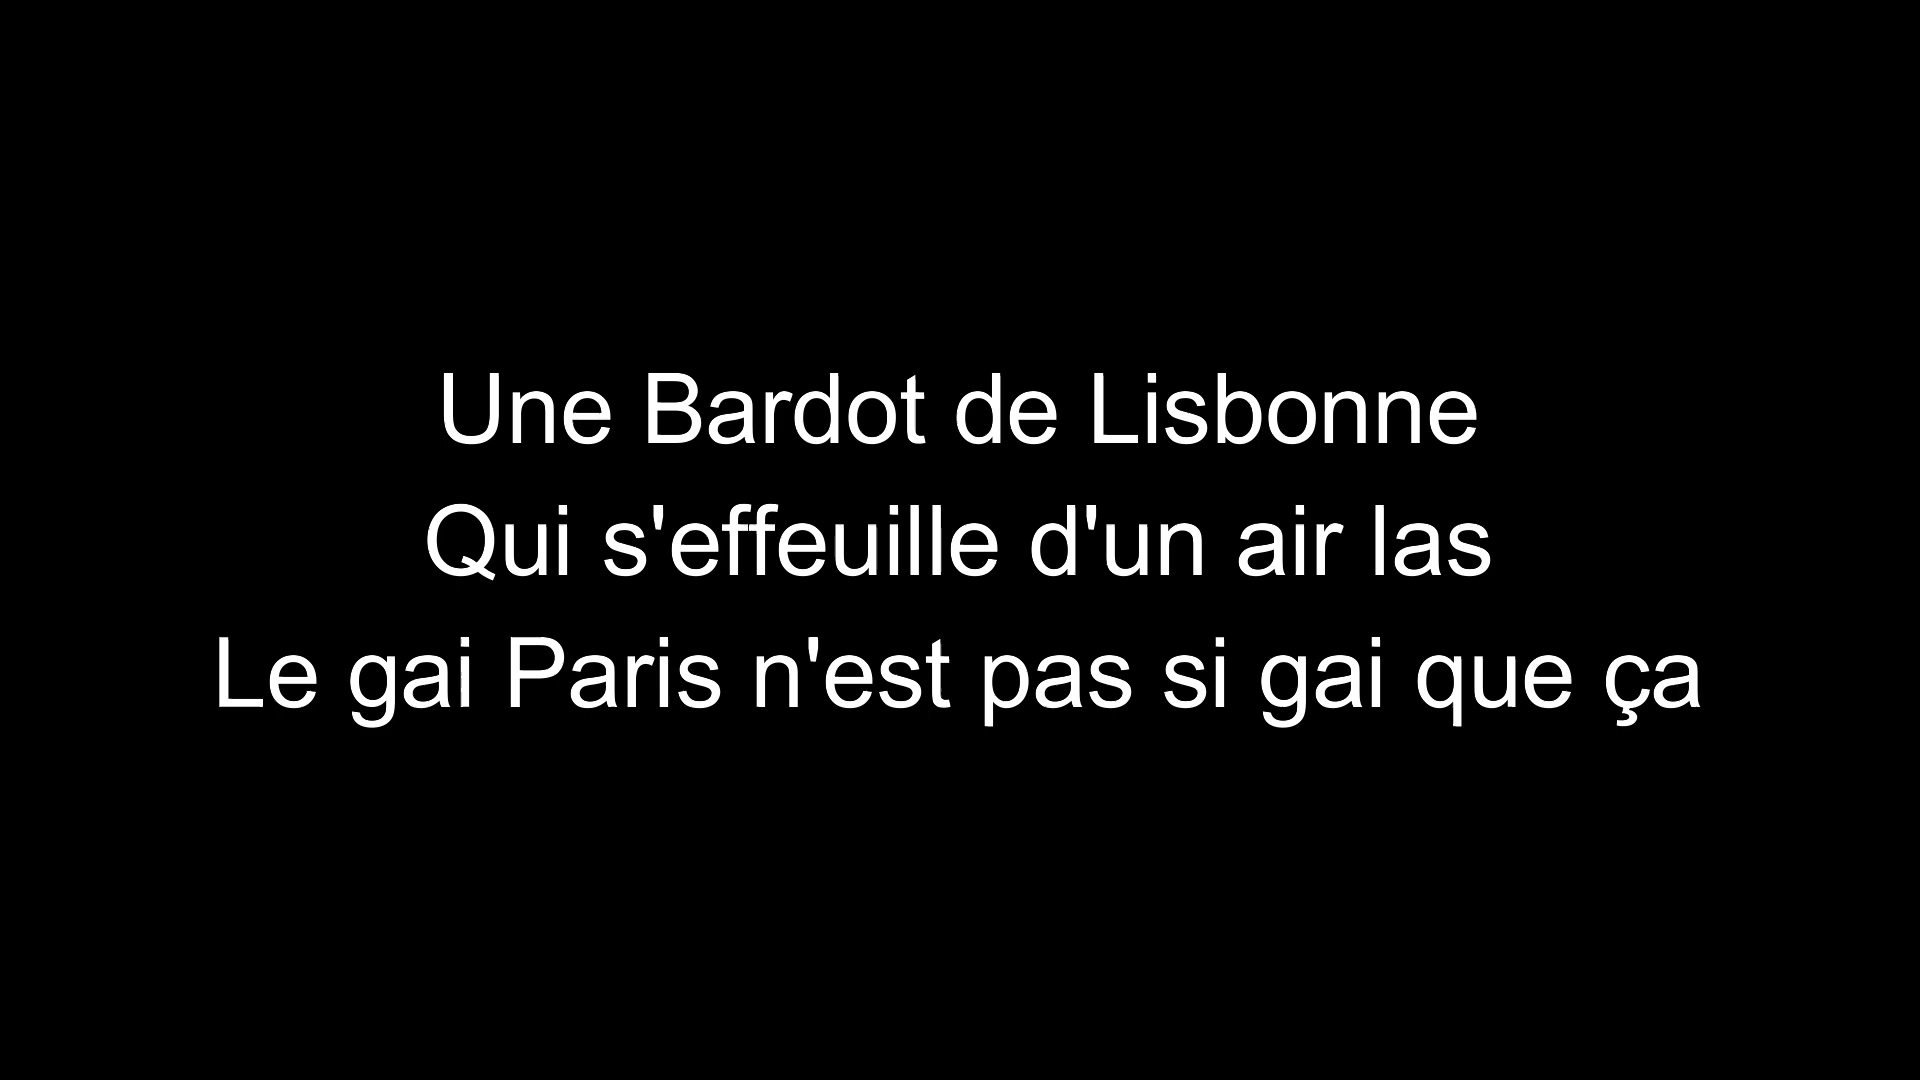 Une Bardot de Lisbonne
Qui s'effeuille d'un air las
Le gai Paris n'est pas si gai que ça